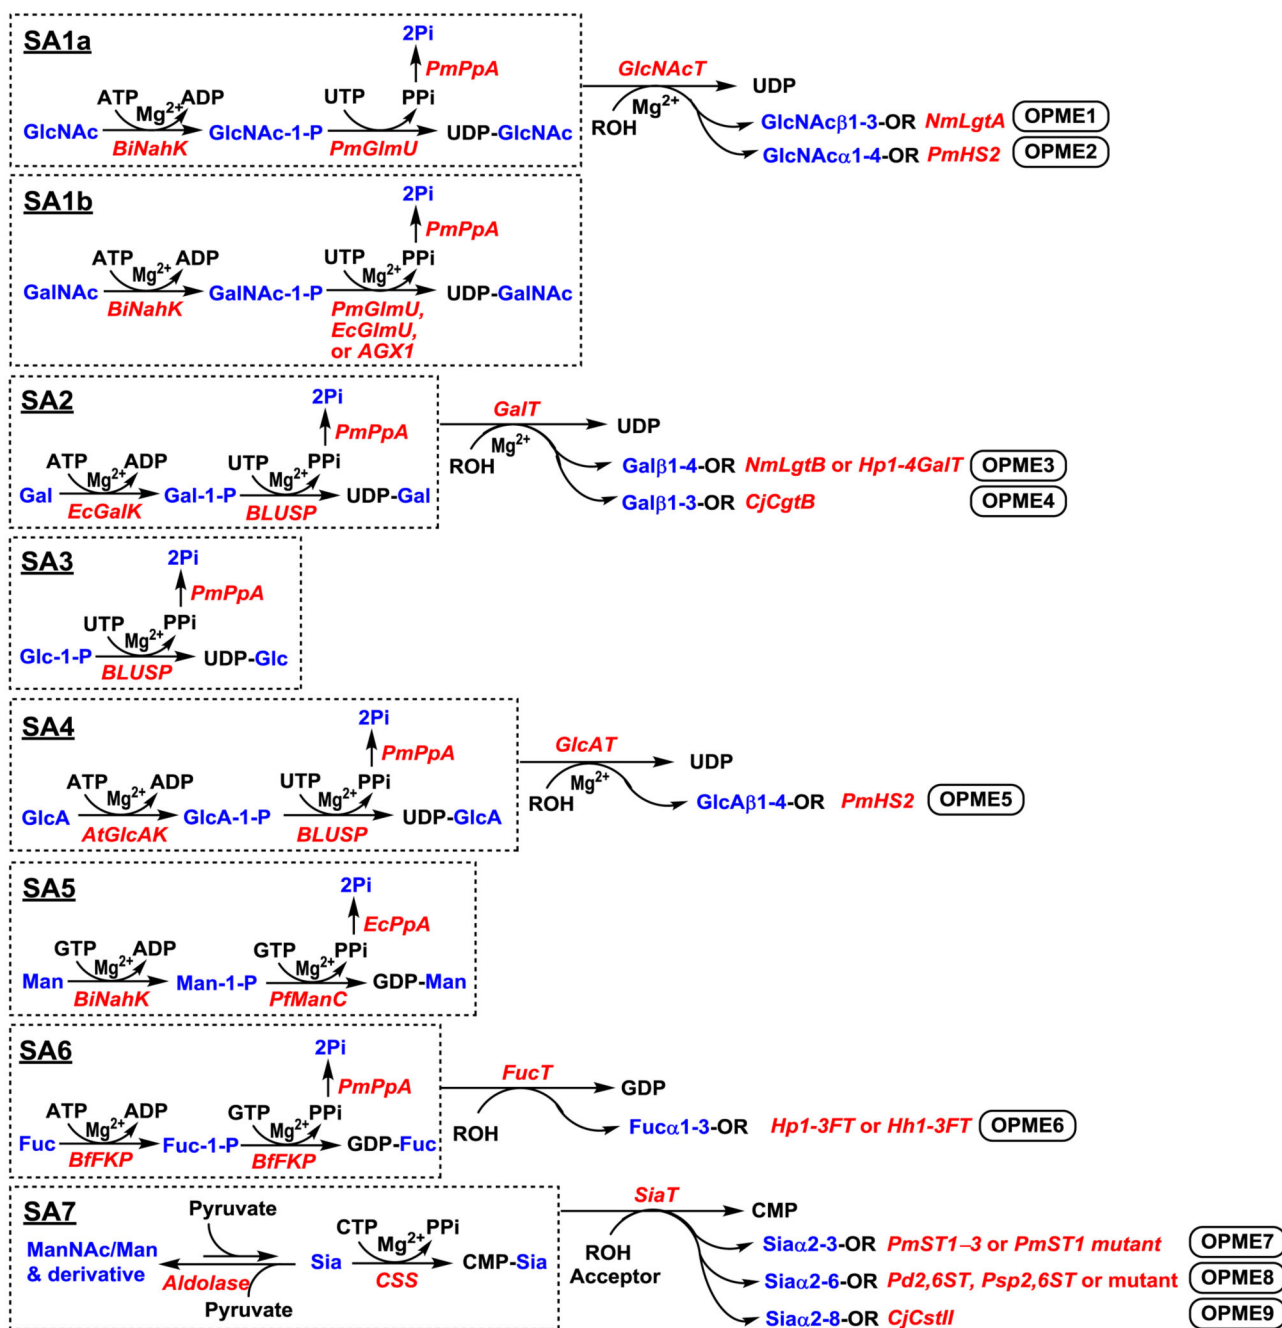 SA1a
2Pi
PmPpA
ATP Mg2+ ADP
UTP PPi
GlcNAc GlcNAc-1-P UDP-GlcNAc
BiNahK PmGlmU
GlcNAcT
UDP
ROH Mg2+
GlcNAcβ1-3-OR NmLgtA OPME1
GlcNAcα1-4-OR PmHS2 OPME2
SA1b
2Pi
PmPpA
ATP Mg2+ ADP
UTP Mg2+ PPi
GalNAc GalNAc-1-P UDP-GalNAc
BiNahK PmGlmU,
EcGlmU,
or AGX1
SA2
2Pi
PmPpA
ATP Mg2+ ADP
UTP Mg2+ PPi
Gal Gal-1-P UDP-Gal
EcGalK BLUSP
GalT
UDP
ROH Mg2+
Galβ1-4-OR NmLgtB or Hp1-4GalT OPME3
Galβ1-3-OR CjCgtB OPME4
SA3
2Pi
PmPpA
UTP Mg2+ PPi
Glc-1-P UDP-Glc
BLUSP
SA4
2Pi
PmPpA
ATP Mg2+ ADP
UTP Mg2+ PPi
GlcA GlcA-1-P UDP-GlcA
AtGlcAK BLUSP
GlcAT
UDP
ROH Mg2+
GlcAβ1-4-OR PmHS2 OPME5
SA5
2Pi
EcPpA
GTP Mg2+ ADP
GTP Mg2+ PPi
Man Man-1-P GDP-Man
BiNahK PfManC
SA6
2Pi
PmPpA
ATP Mg2+ ADP
GTP Mg2+ PPi
Fuc Fuc-1-P GDP-Fuc
BfFKP BfFKP
FucT
GDP
ROH
Fucα1-3-OR Hp1-3FT or Hh1-3FT OPME6
SA7
Pyruvate
CTP Mg2+ PPi
ManNAc/Man
& derivative
Sia CMP-Sia
Aldolase CSS
Pyruvate
SiaT
CMP
ROH
Acceptor
Siaα2-3-OR PmST1–3 or PmST1 mutant OPME7
Siaα2-6-OR Pd2,6ST, Psp2,6ST or mutant OPME8
Siaα2-8-OR CjCstII OPME9